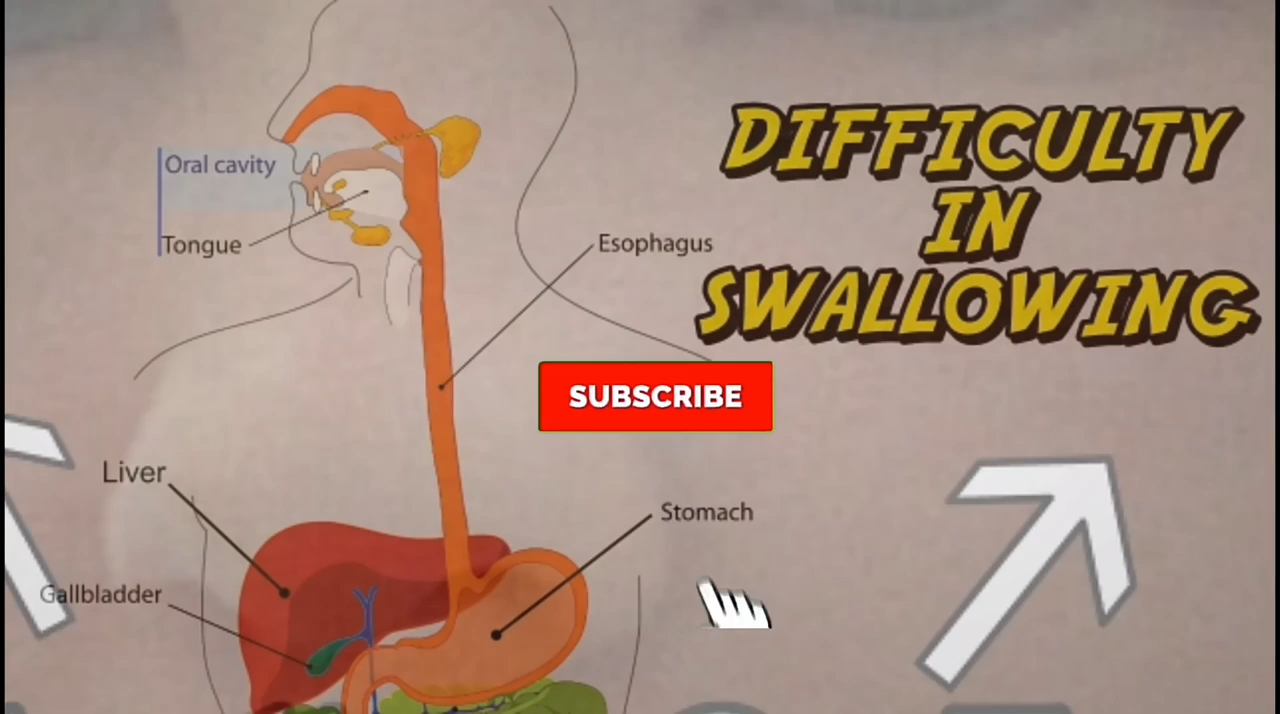 DIFFICULTY
IN
SWALLOWING
Oral cavity
Tongue
Esophagus
SUBSCRIBE
Liver
Stomach
Gallbladder